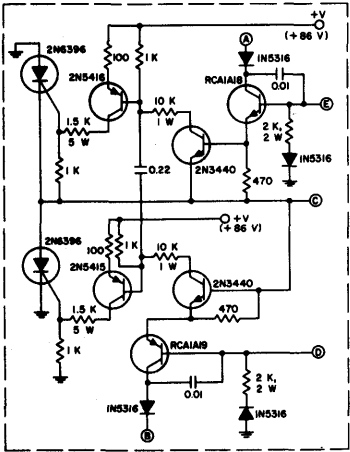 +V
(+86 V)
A
2N6396
100
1 K
1N5316
2N5416
RCA1A18
0.01
E
10 K
1 W
1.5 K
5 W
2 K,
2 W
2N3440
1N5316
1 K
0.22
470
C
+V
(+86 V)
2N6396
100
1 K
10 K
1 W
2N5415
2N3440
1.5 K
5 W
470
1 K
RCA1A19
D
0.01
2 K,
2 W
1N5316
1N5316
B